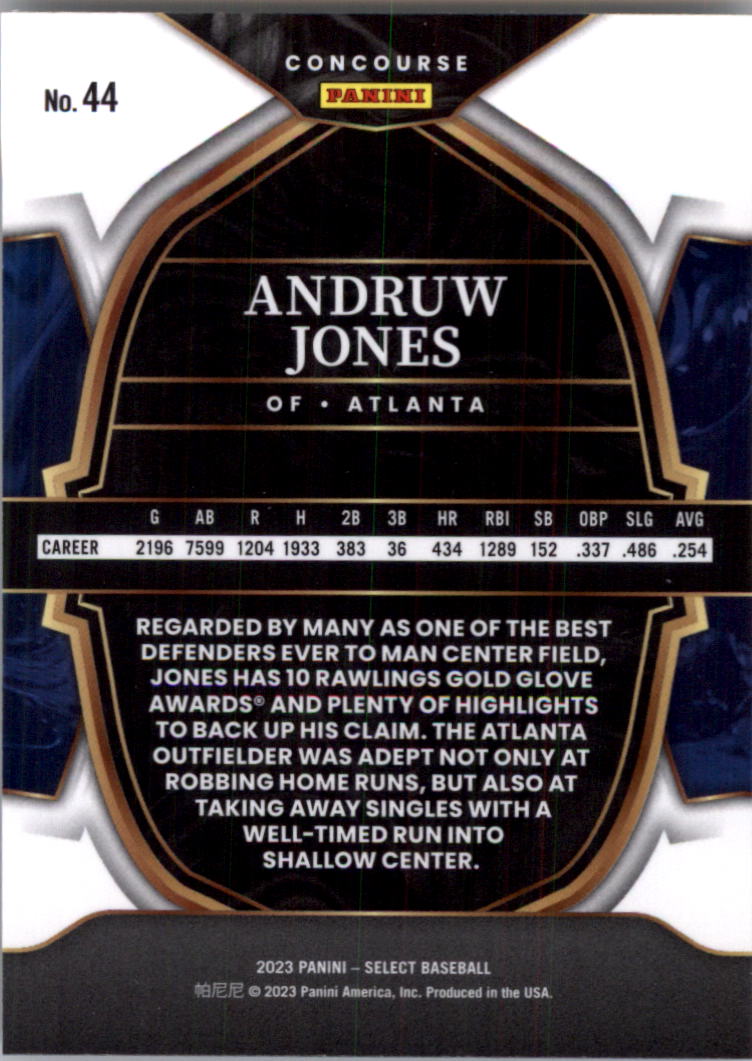 CONCOURSE
PANINI
No. 44
ANDRUW
JONES
OF • ATLANTA
G AB R H 2B 3B HR RBI SB OBP SLG AVG
CAREER 2196 7599 1204 1933 383 36 434 1289 152 .337 .486 .254
REGARDED BY MANY AS ONE OF THE BEST
DEFENDERS EVER TO MAN CENTER FIELD,
JONES HAS 10 RAWLINGS GOLD GLOVE
AWARDS® AND PLENTY OF HIGHLIGHTS
TO BACK UP HIS CLAIM. THE ATLANTA
OUTFIELDER WAS ADEPT NOT ONLY AT
ROBBING HOME RUNS, BUT ALSO AT
TAKING AWAY SINGLES WITH A
WELL-TIMED RUN INTO
SHALLOW CENTER.
2023 PANINI – SELECT BASEBALL
帕尼尼 © 2023 Panini America, Inc. Produced in the USA.